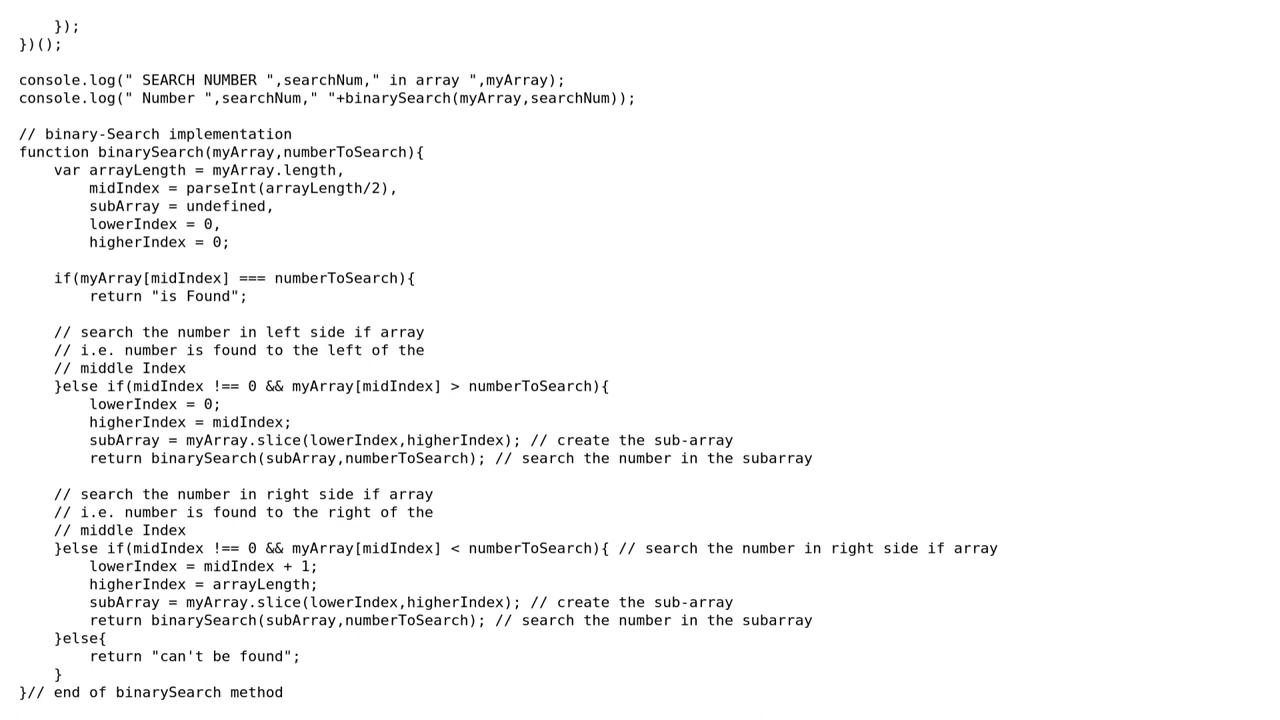 });
})();

console.log(" SEARCH NUMBER ",searchNum," in array ",myArray);
console.log(" Number ",searchNum," "+binarySearch(myArray,searchNum));

// binary-Search implementation
function binarySearch(myArray,numberToSearch){
    var arrayLength = myArray.length,
        midIndex = parseInt(arrayLength/2),
        subArray = undefined,
        lowerIndex = 0,
        higherIndex = 0;

    if(myArray[midIndex] === numberToSearch){
        return "is Found";

    // search the number in left side if array
    // i.e. number is found to the left of the
    // middle Index
    }else if(midIndex !== 0 && myArray[midIndex] > numberToSearch){
        lowerIndex = 0;
        higherIndex = midIndex;
        subArray = myArray.slice(lowerIndex,higherIndex); // create the sub-array
        return binarySearch(subArray,numberToSearch); // search the number in the subarray

    // search the number in right side if array
    // i.e. number is found to the right of the
    // middle Index
    }else if(midIndex !== 0 && myArray[midIndex] < numberToSearch){ // search the number in right side if array
        lowerIndex = midIndex + 1;
        higherIndex = arrayLength;
        subArray = myArray.slice(lowerIndex,higherIndex); // create the sub-array
        return binarySearch(subArray,numberToSearch); // search the number in the subarray
    }else{
        return "can't be found";
    }
}// end of binarySearch method